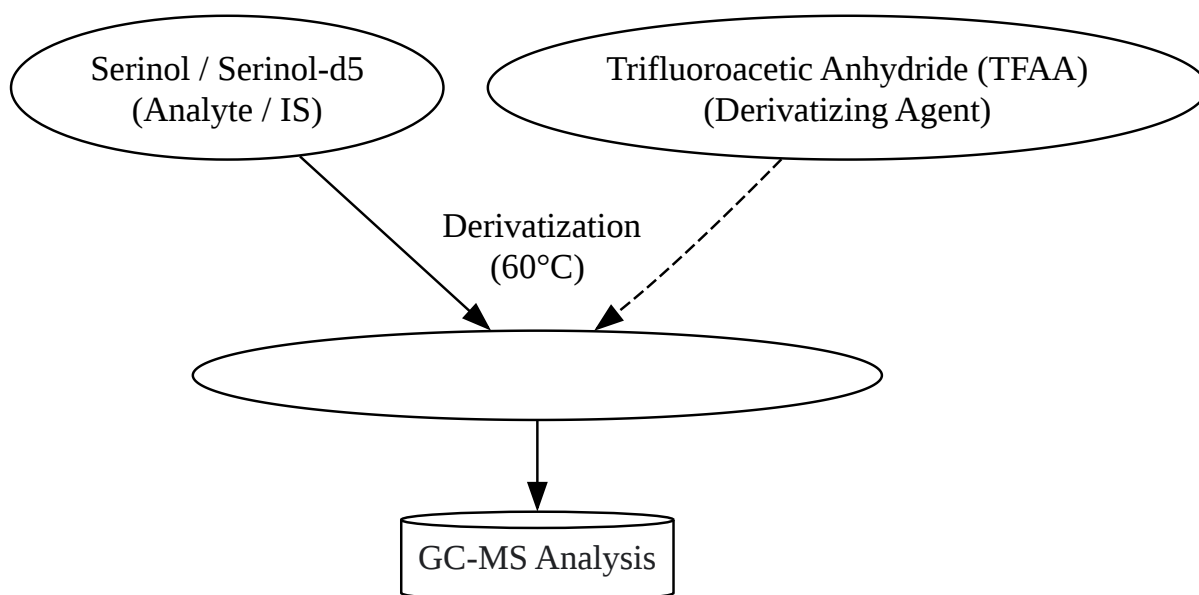 Serinol / Serinol-d5
(Analyte / IS)
Trifluoroacetic Anhydride (TFAA)
(Derivatizing Agent)
Derivatization
(60°C)
GC-MS Analysis